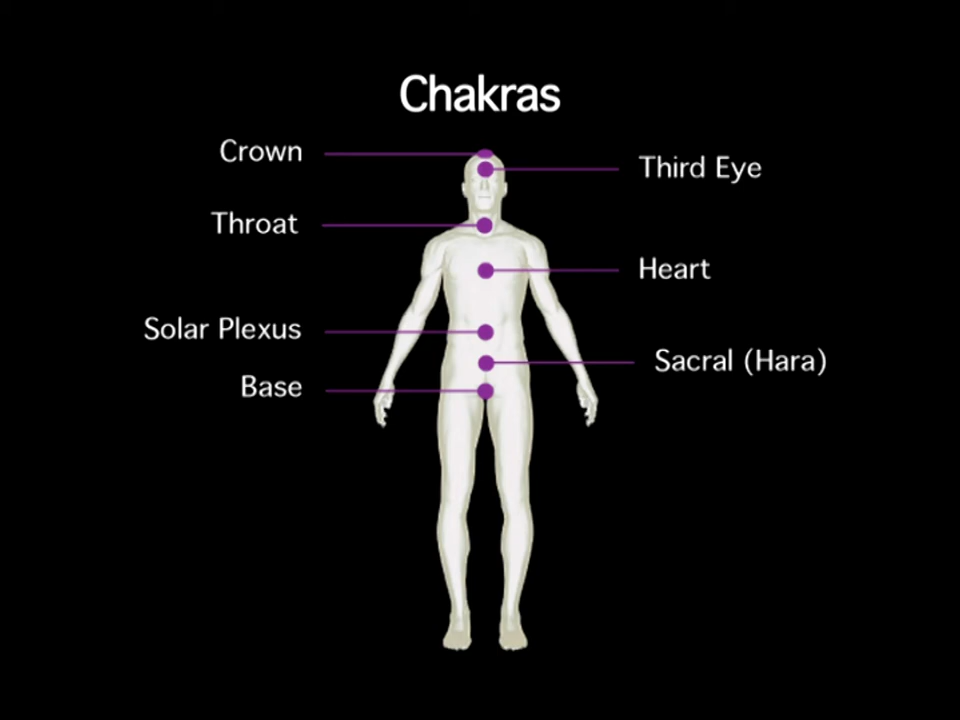 Chakras
Crown
Third Eye
Throat
Heart
Solar Plexus
Sacral (Hara)
Base